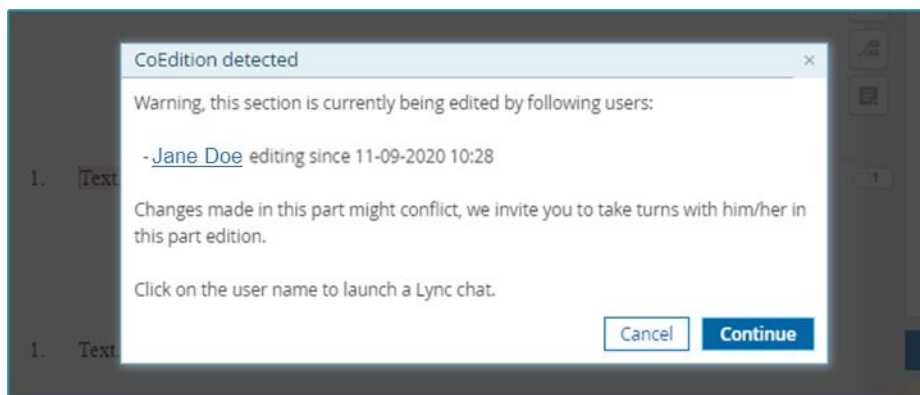 CoEdition detected ×
Warning, this section is currently being edited by following users:
- Jane Doe editing since 11-09-2020 10:28
1. Text
1
Changes made in this part might conflict, we invite you to take turns with him/her in
this part edition.
Click on the user name to launch a Lync chat.
Cancel Continue
1. Text